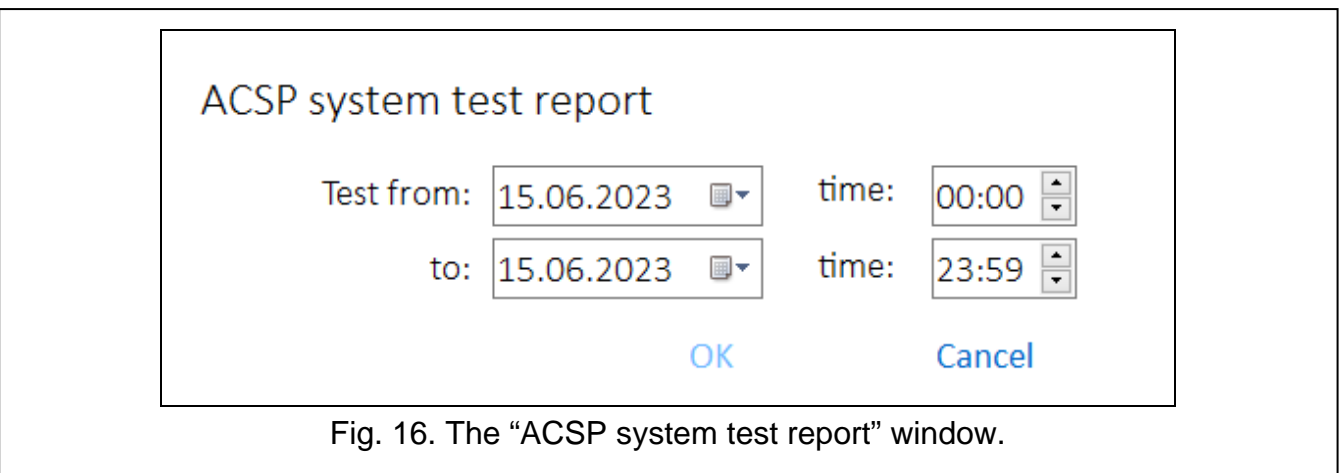 ACSP system test report
Test from: 15.06.2023 time: 00:00
to: 15.06.2023 time: 23:59
OK Cancel
Fig. 16. The “ACSP system test report” window.